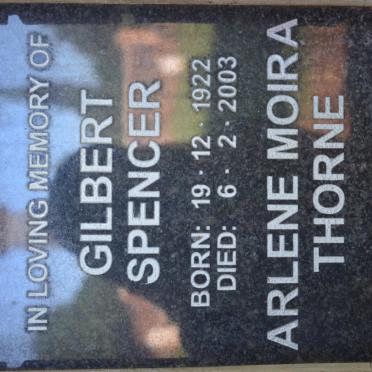 IN LOVING MEMORY OF
GILBERT
SPENCER
BORN: 19 · 12 · 1922
DIED: 6 · 2 · 2003
ARLENE MOIRA
THORNE